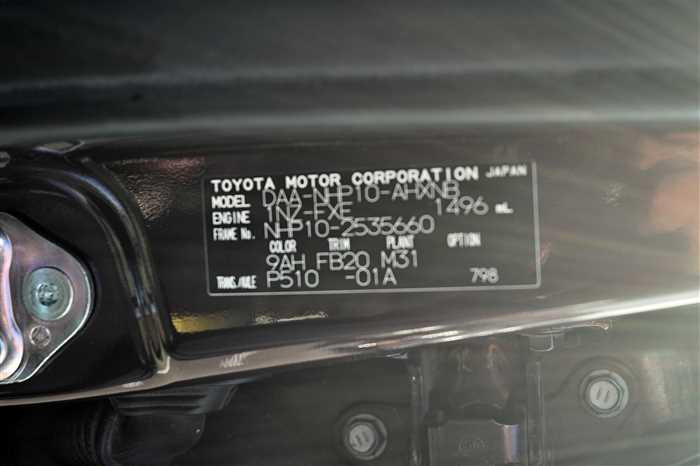 TOYOTA MOTOR CORPORATION JAPAN
MODEL DAA-NHP10-AHXNB
ENGINE 1NZ-FXE 1496 mL
FRAME No. NHP10-2535660
COLOR TRIM PLANT OPTION
9AH FB20 M31
TRANS/AXLE P510 -01A 798